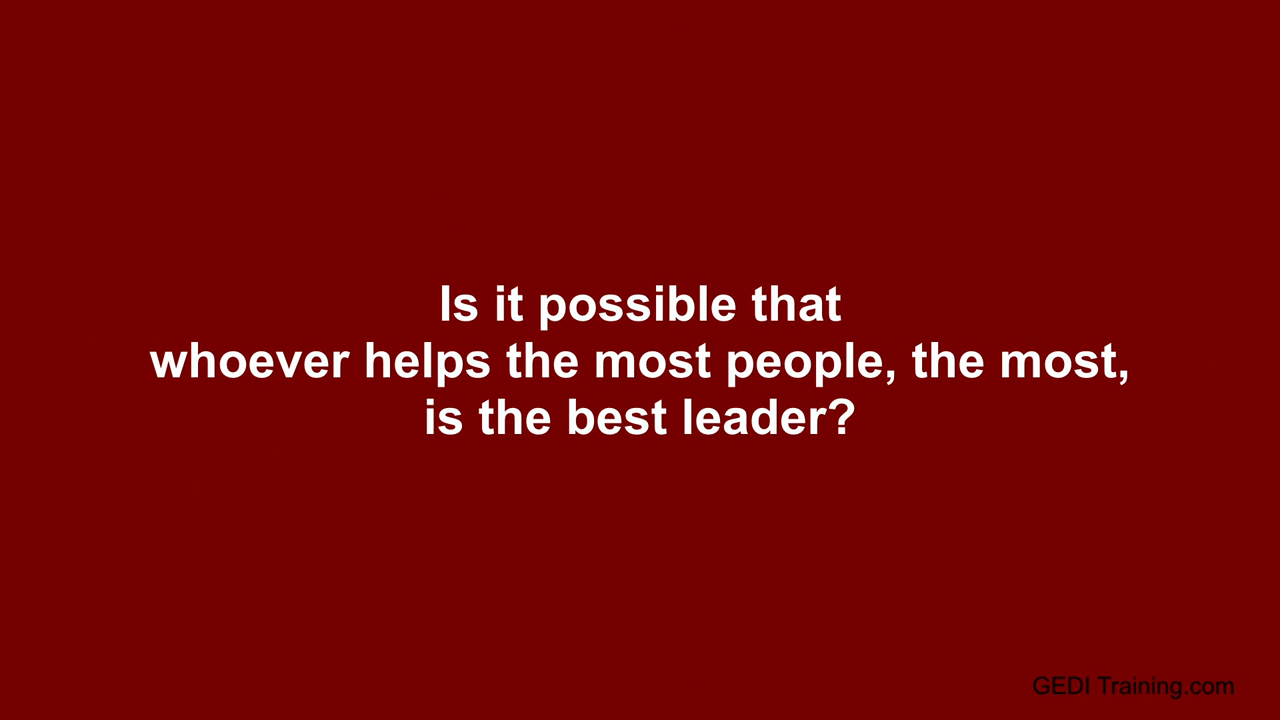 Is it possible that
whoever helps the most people, the most,
is the best leader?
GEDI Training.com